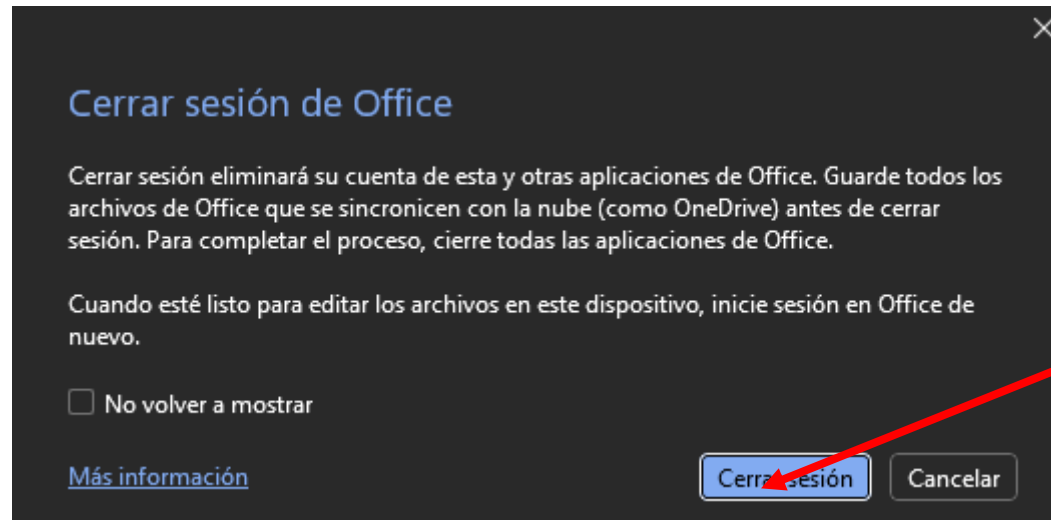 Cerrar sesión de Office
Cerrar sesión eliminará su cuenta de esta y otras aplicaciones de Office. Guarde todos los
archivos de Office que se sincronicen con la nube (como OneDrive) antes de cerrar
sesión. Para completar el proceso, cierre todas las aplicaciones de Office.
Cuando esté listo para editar los archivos en este dispositivo, inicie sesión en Office de
nuevo.
No volver a mostrar
Más información
Cerrar sesión
Cancelar